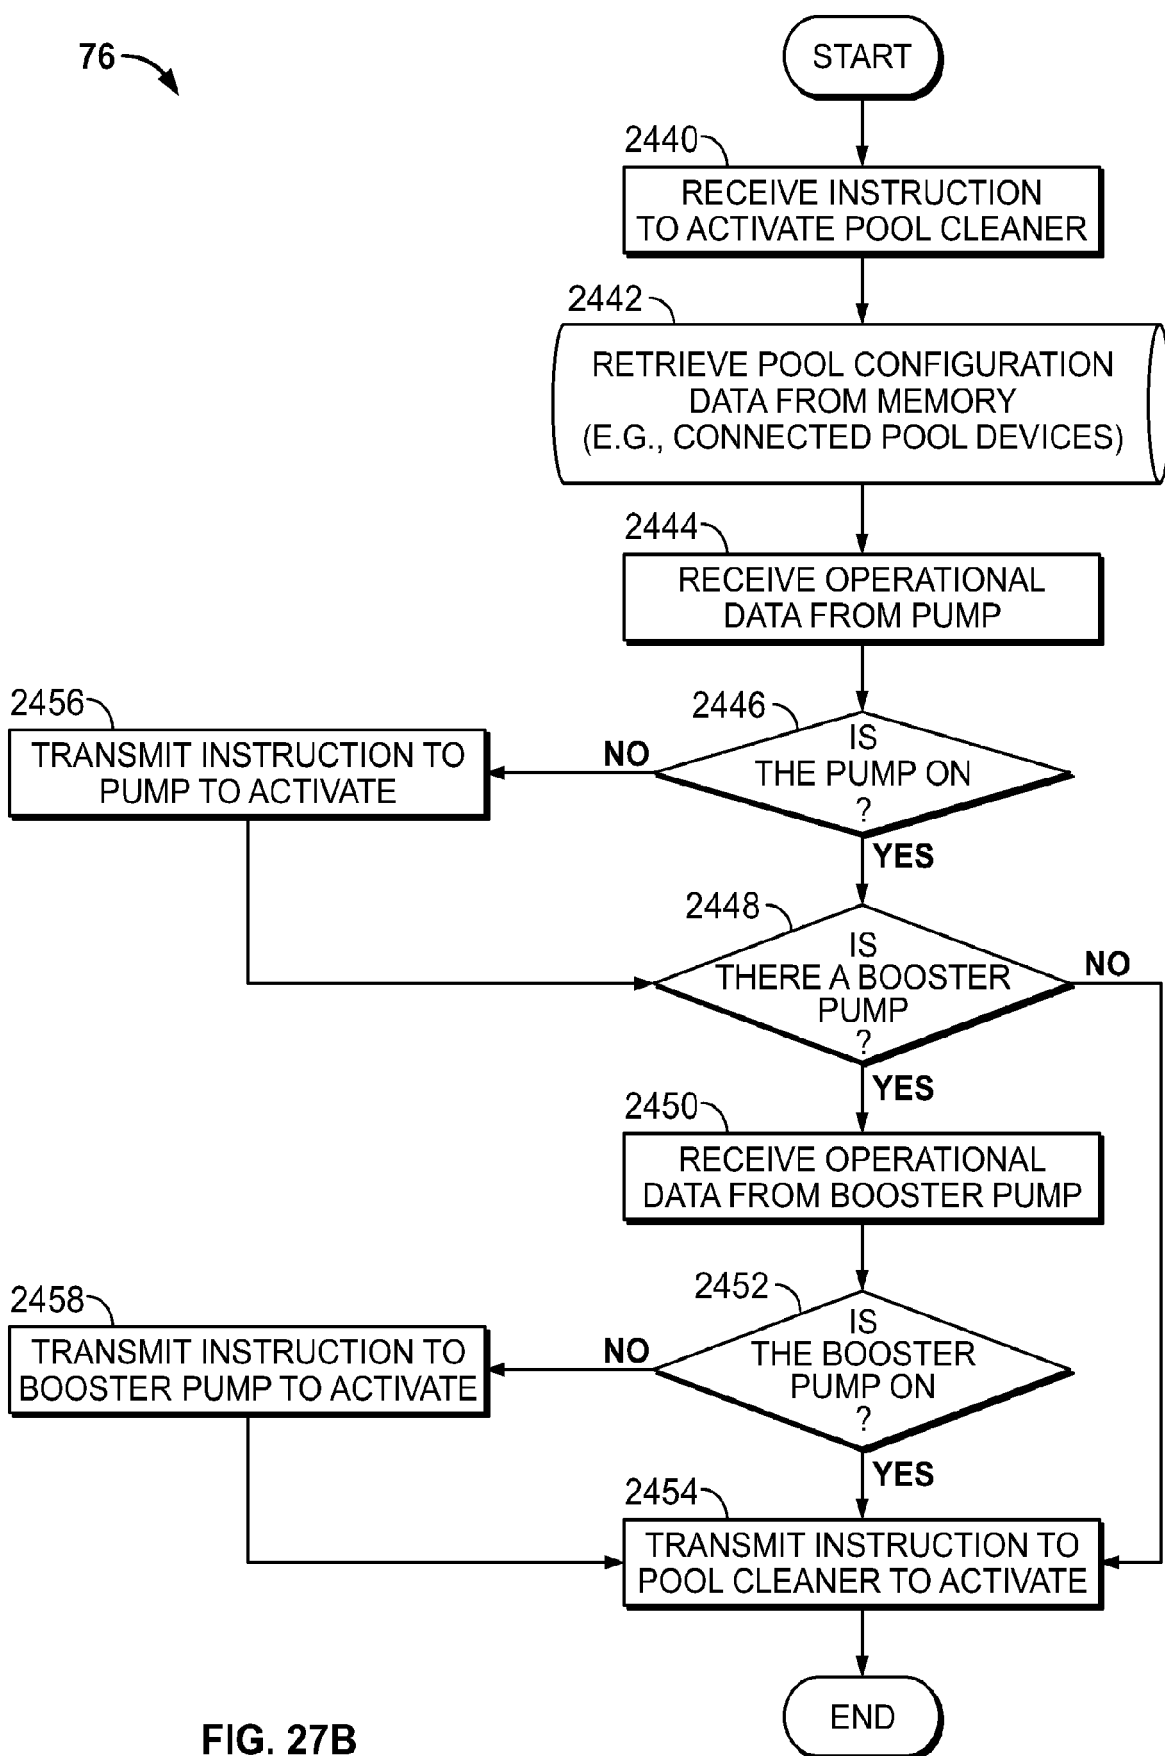 76
START
2440
RECEIVE INSTRUCTION
TO ACTIVATE POOL CLEANER
2442
RETRIEVE POOL CONFIGURATION
DATA FROM MEMORY
(E.G., CONNECTED POOL DEVICES)
2444
RECEIVE OPERATIONAL
DATA FROM PUMP
2446
IS
THE PUMP ON
?
NO
YES
2456
TRANSMIT INSTRUCTION TO
PUMP TO ACTIVATE
2448
IS
THERE A BOOSTER
PUMP
?
NO
YES
2450
RECEIVE OPERATIONAL
DATA FROM BOOSTER PUMP
2452
IS
THE BOOSTER
PUMP ON
?
NO
YES
2458
TRANSMIT INSTRUCTION TO
BOOSTER PUMP TO ACTIVATE
2454
TRANSMIT INSTRUCTION TO
POOL CLEANER TO ACTIVATE
END
FIG. 27B